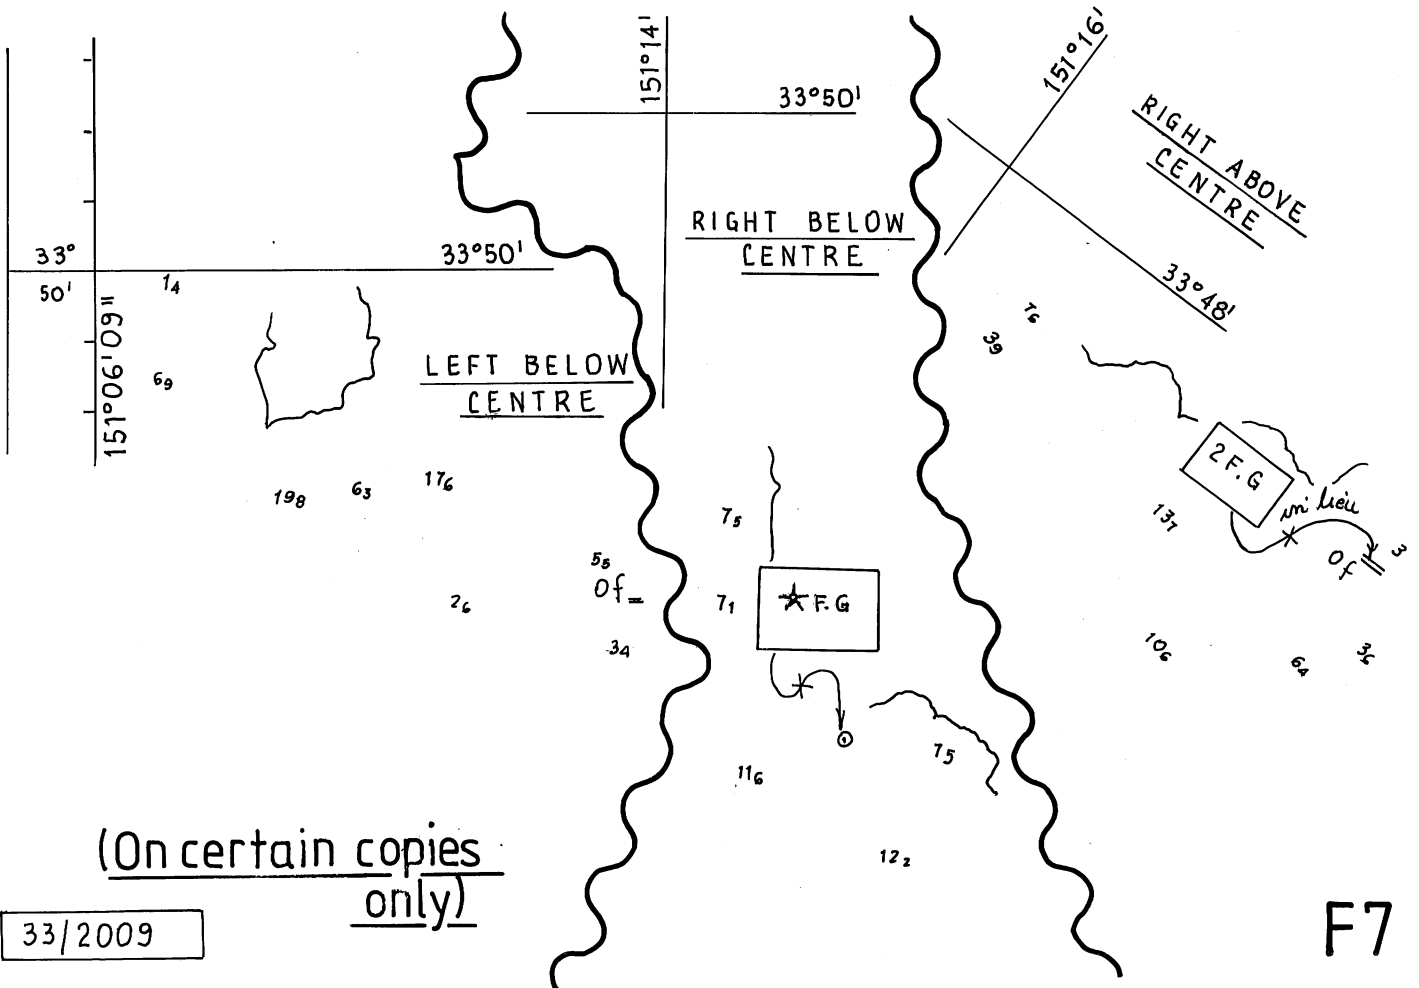 33°
50'
33°50'
151°06'09"
1₄
6₉
LEFT BELOW
CENTRE
19₈
6₃
17₆
2₆
5₅
Of
3₄
151°14'
33°50'
RIGHT BELOW
CENTRE
7₅
7₁
F.G
7₅
11₆
12₂
151°16'
RIGHT ABOVE
CENTRE
33°48'
7₆
3₉
2 F.G
in lieu
Of
3
13₇
10₆
6₄
3₆
(On certain copies
only)
33/2009
F7